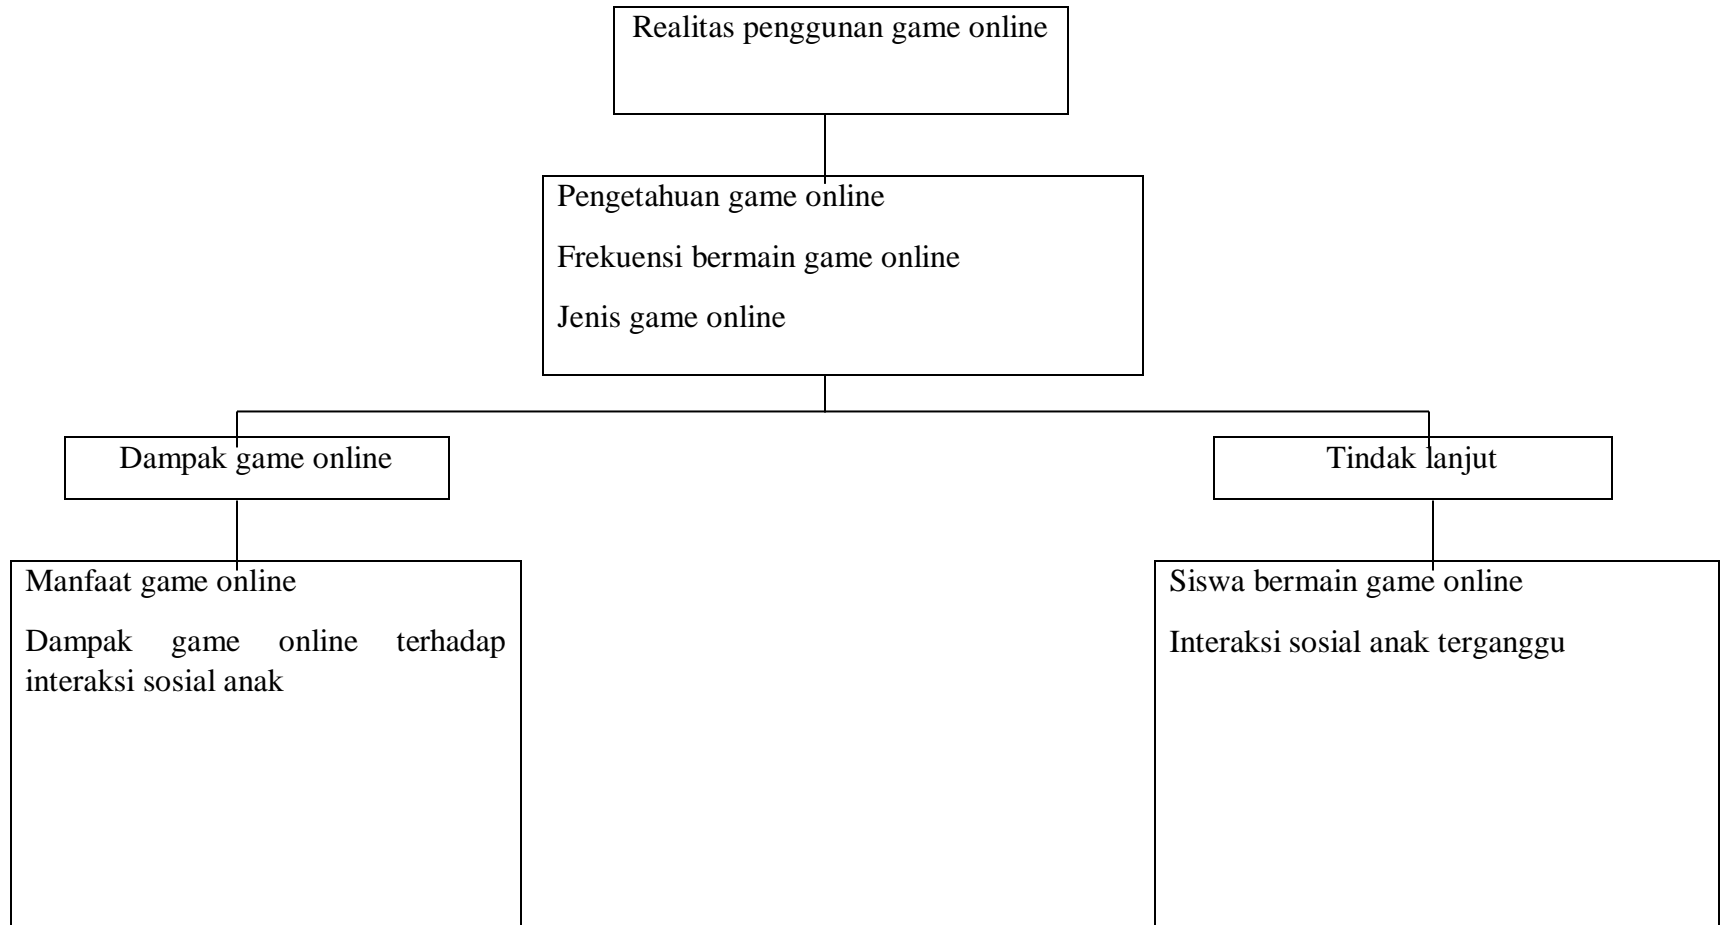 Realitas penggunan game online
Pengetahuan game online
Frekuensi bermain game online
Jenis game online
Dampak game online
Tindak lanjut
Manfaat game online
Dampak game online terhadap
interaksi sosial anak
Siswa bermain game online
Interaksi sosial anak terganggu